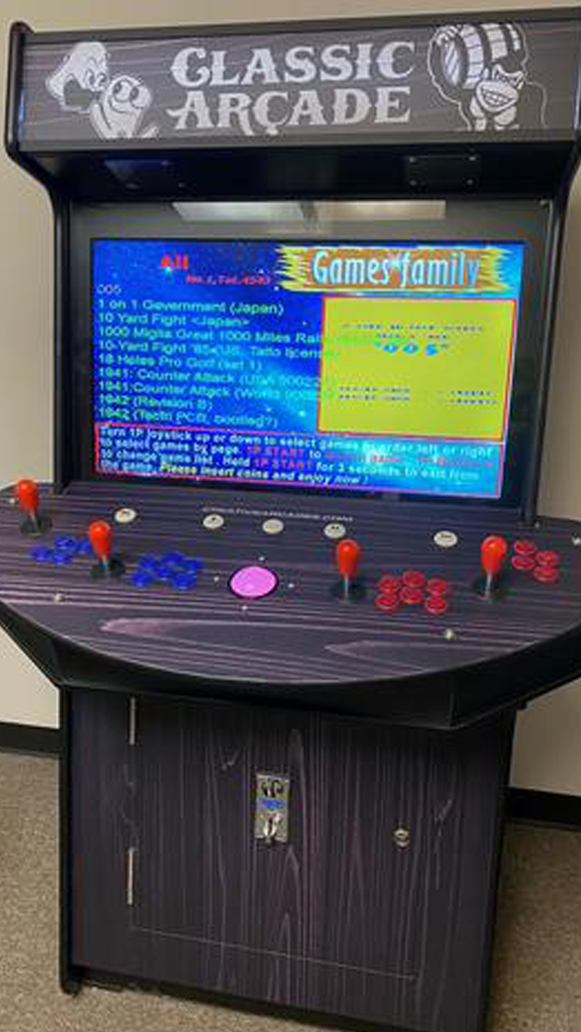 CLASSIC
ARCADE
All
Games family
005
1 on 1 Government (Japan)
10 Yard Fight <Japan>
1000 Miglia:Great 1000 Miles
10-Yard Fight '85 (US, Taito license
18 Holes Pro Golf (set 1)
1941: Counter Attack (USA
1941:Counter Attack (World
1942 (Revision B)
1942 (Tecfri PCB, bootleg?)
"005"
Turn 1P joystick up or down to select games in order left or right
to select games by page. 1P START to
to change game list . Hold 1P START for 3 seconds to exit from
the game. Please insert coins and enjoy now !
CREATIVEARCADES.COM